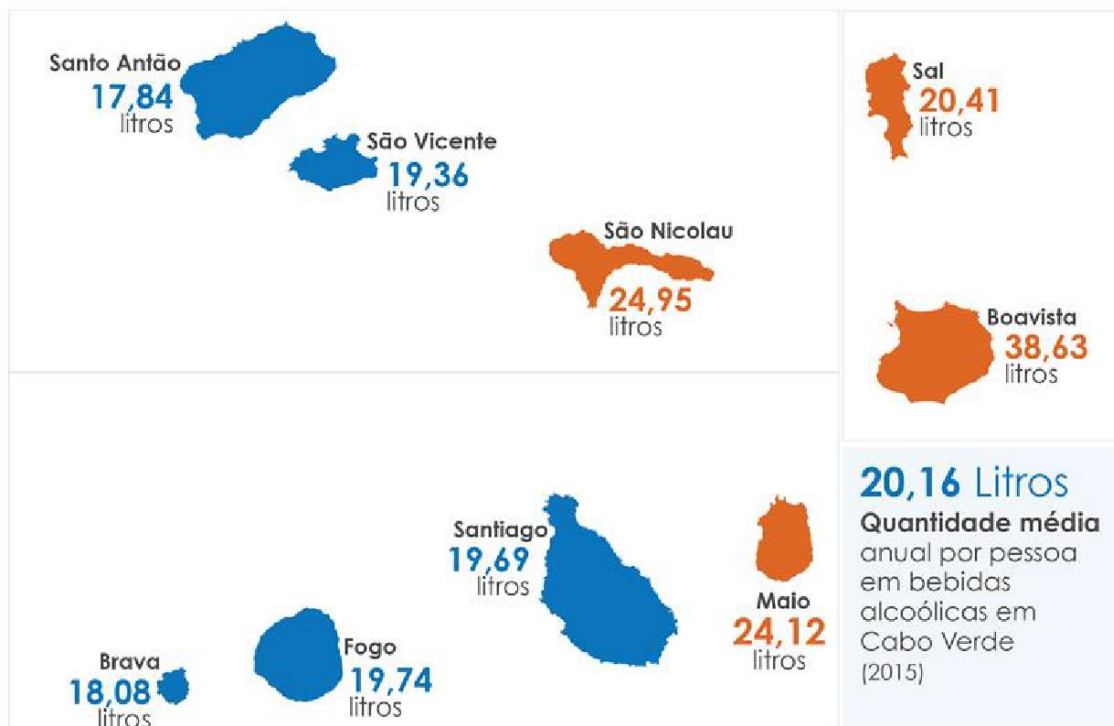 Santo Antão
17,84
litros
São Vicente
19,36
litros
São Nicolau
24,95
litros
Sal
20,41
litros
Boavista
38,63
litros
Santiago
19,69
litros
Maio
24,12
litros
Fogo
19,74
litros
Brava
18,08
litros
20,16 Litros
Quantidade média
anual por pessoa
em bebidas
alcoólicas em
Cabo Verde
(2015)